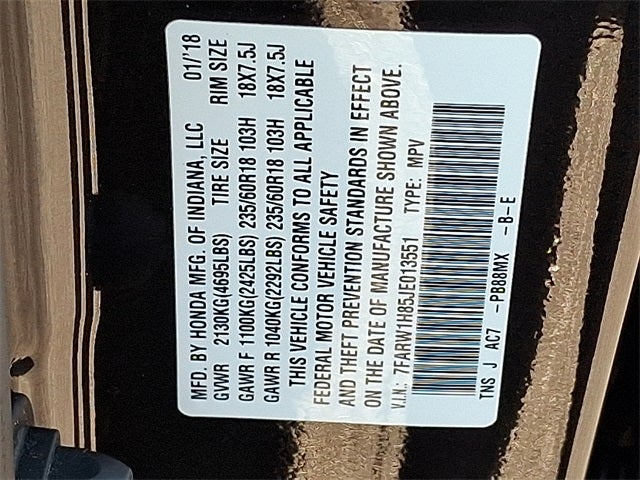 MFD. BY HONDA MFG. OF INDIANA, LLC 01/'18
GVWR 2130KG(4695LBS) TIRE SIZE RIM SIZE
GAWR F 1100KG(2425LBS) 235/60R18 103H 18X7.5J
GAWR R 1040KG(2292LBS) 235/60R18 103H 18X7.5J
THIS VEHICLE CONFORMS TO ALL APPLICABLE
FEDERAL MOTOR VEHICLE SAFETY
AND THEFT PREVENTION STANDARDS IN EFFECT
ON THE DATE OF MANUFACTURE SHOWN ABOVE.
V.I.N.: 7FARW1H85JE013551 TYPE: MPV
TNS J AC7 -PB88MX -B-E